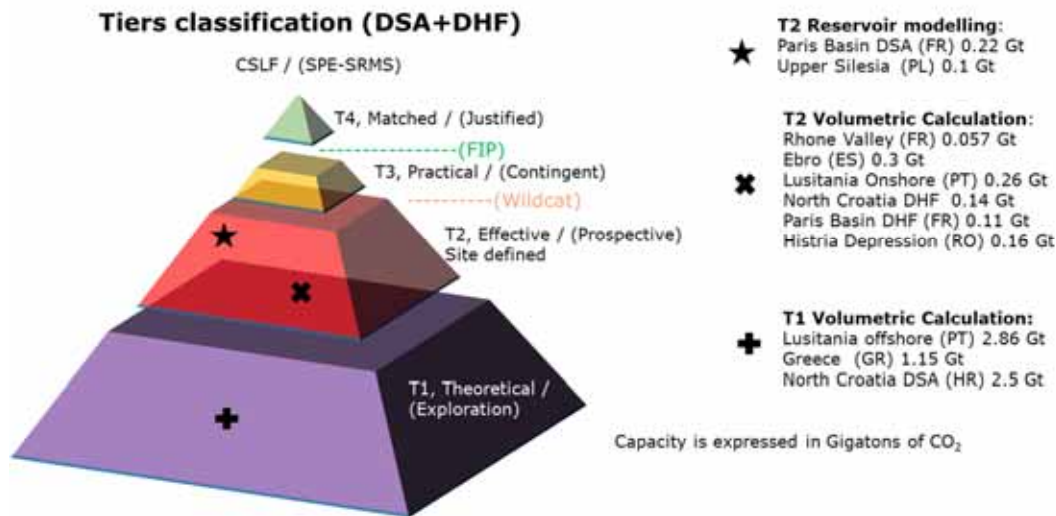 Tiers classification (DSA+DHF)
CSLF / (SPE-SRMS)
T4, Matched / (Justified)
(FIP)
T3, Practical / (Contingent)
(Wildcat)
T2, Effective / (Prospective)
Site defined
T1, Theoretical /
(Exploration)
T2 Reservoir modelling:
Paris Basin DSA (FR) 0.22 Gt
Upper Silesia (PL) 0.1 Gt
T2 Volumetric Calculation:
Rhone Valley (FR) 0.057 Gt
Ebro (ES) 0.3 Gt
Lusitania Onshore (PT) 0.26 Gt
North Croatia DHF 0.14 Gt
Paris Basin DHF (FR) 0.11 Gt
Histria Depression (RO) 0.16 Gt
T1 Volumetric Calculation:
Lusitania offshore (PT) 2.86 Gt
Greece (GR) 1.15 Gt
North Croatia DSA (HR) 2.5 Gt
Capacity is expressed in Gigatons of CO₂